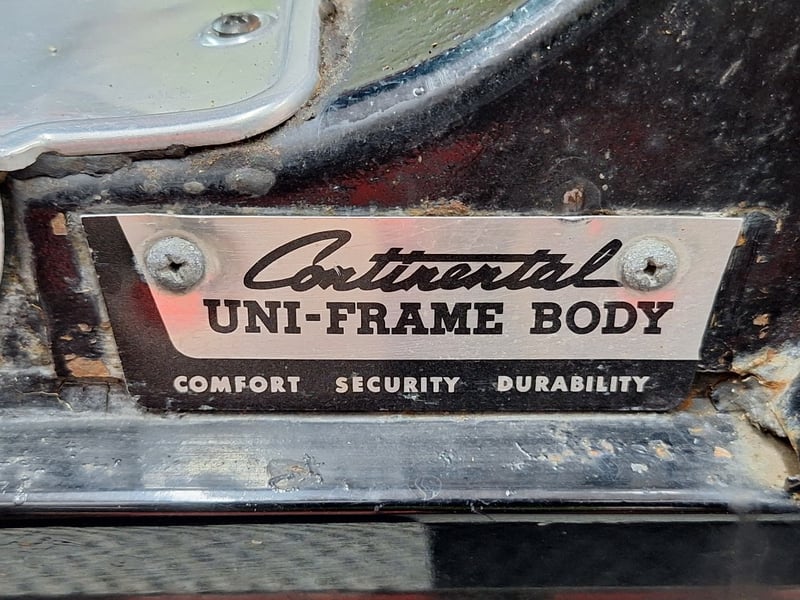 Continental
UNI-FRAME BODY
COMFORT SECURITY DURABILITY